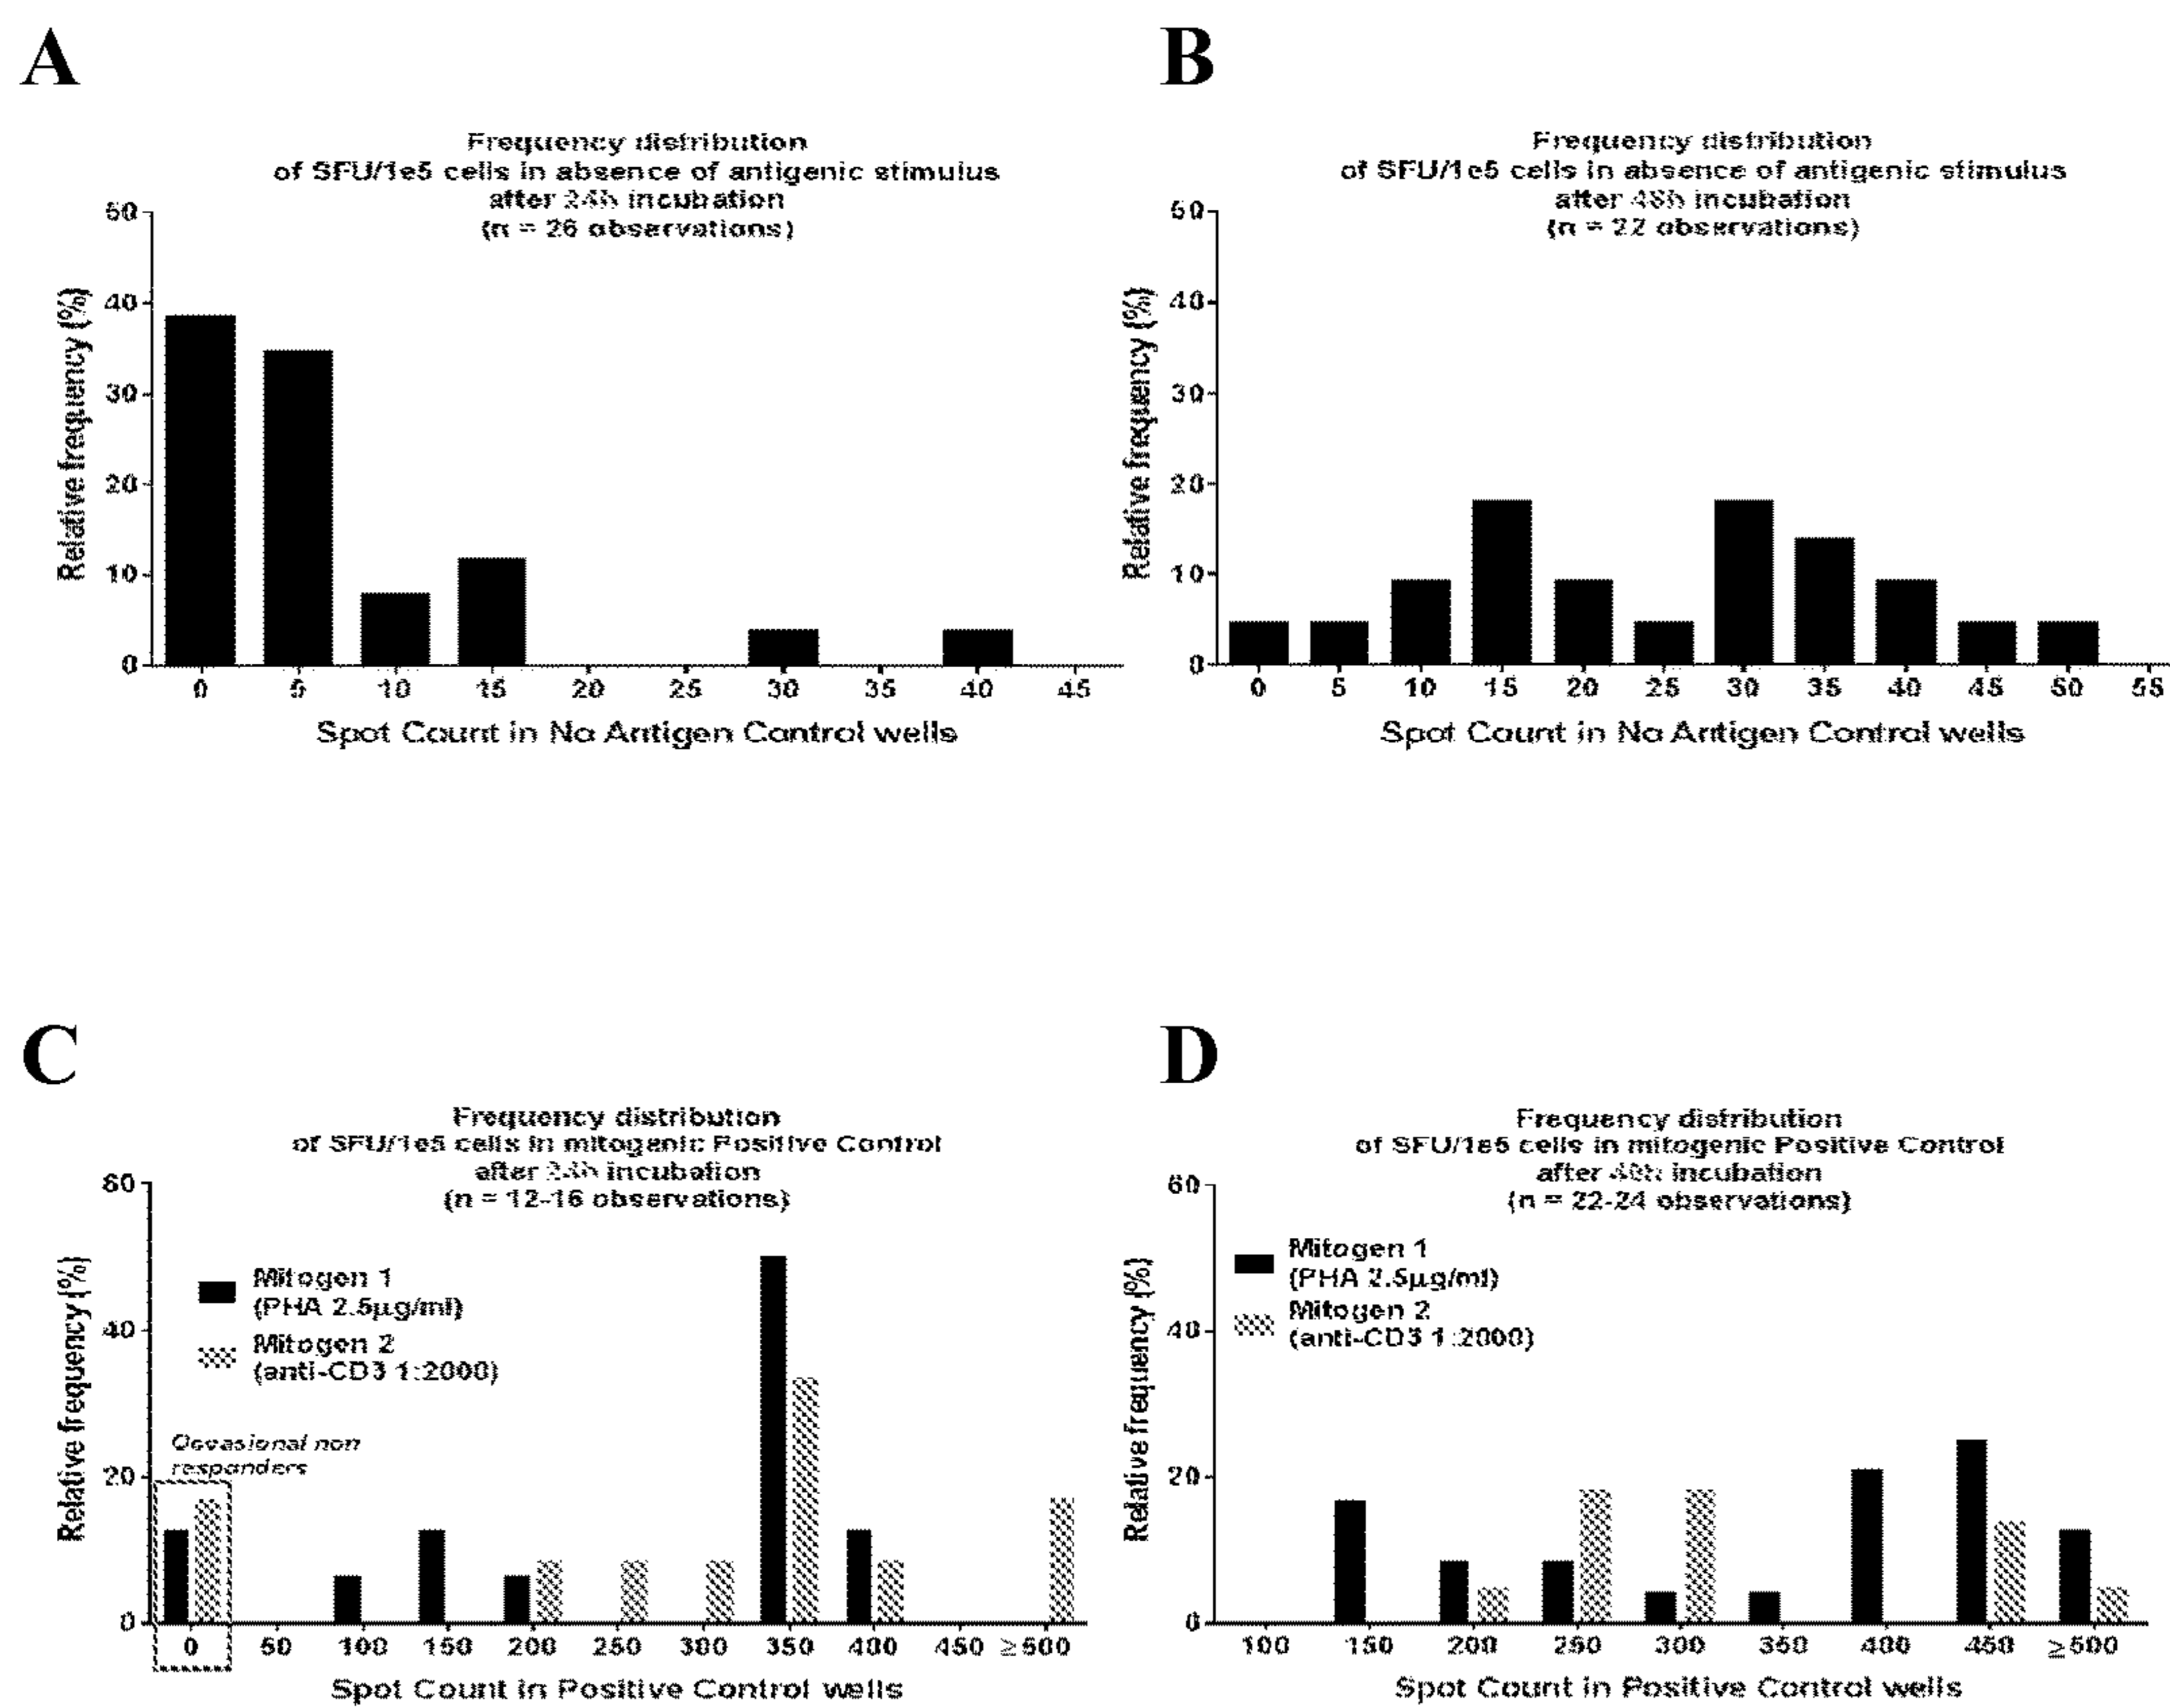 A
Frequency distribution
of SFU/1e5 cells in absence of antigenic stimulus
after 24h incubation
(n = 26 observations)
Relative frequency (%)
50
40
30
20
10
0
0 5 10 15 20 25 30 35 40 45
Spot Count in No Antigen Control wells
B
Frequency distribution
of SFU/1e5 cells in absence of antigenic stimulus
after 48h incubation
(n = 22 observations)
Relative frequency (%)
50
40
30
20
10
0
0 5 10 15 20 25 30 35 40 45 50 55
Spot Count in No Antigen Control wells
C
Frequency distribution
of SFU/1e5 cells in mitogenic Positive Control
after 24h incubation
(n = 12-16 observations)
Relative frequency (%)
60
40
20
0
Mitogen 1
(PHA 2.5µg/ml)
Mitogen 2
(anti-CD3 1:2000)
Occasional non
responders
0 50 100 150 200 250 300 350 400 450 ≥500
Spot Count in Positive Control wells
D
Frequency distribution
of SFU/1e5 cells in mitogenic Positive Control
after 48h incubation
(n = 22-24 observations)
Relative frequency (%)
60
40
20
0
Mitogen 1
(PHA 2.5µg/ml)
Mitogen 2
(anti-CD3 1:2000)
100 150 200 250 300 350 400 450 ≥500
Spot Count in Positive Control wells